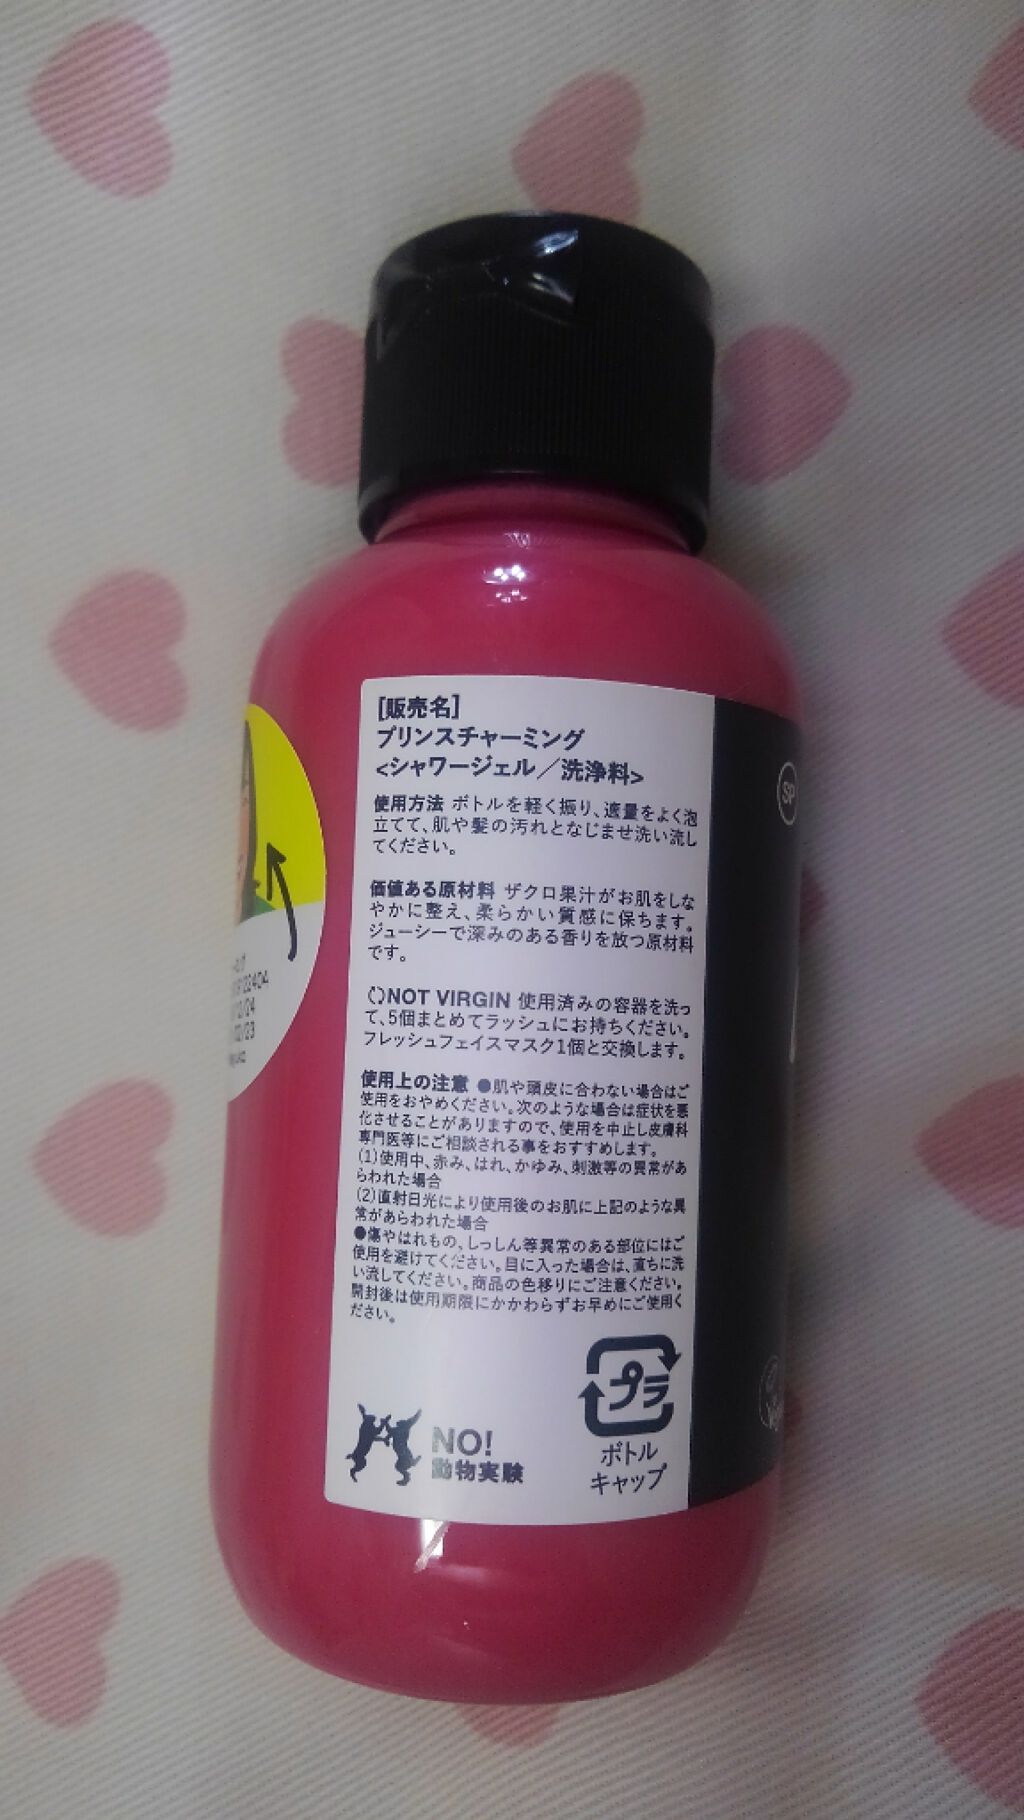 [販売名]
プリンスチャーミング
<シャワージェル／洗浄料>
使用方法 ボトルを軽く振り、適量をよく泡
立てて、肌や髪の汚れとなじませ洗い流し
てください。
価値ある原材料 ザクロ果汁がお肌をしな
やかに整え、柔らかい質感に保ちます。
ジューシーで深みのある香りを放つ原材料
です。
NOT VIRGIN 使用済みの容器を洗っ
て、5個まとめてラッシュにお持ちください。
フレッシュフェイスマスク1個と交換します。
使用上の注意 ●肌や頭皮に合わない場合はご
使用をおやめください。次のような場合は症状を悪
化させることがありますので、使用を中止し皮膚科
専門医等にご相談される事をおすすめします。
(1)使用中、赤み、はれ、かゆみ、刺激等の異常があ
らわれた場合
(2)直射日光により使用後のお肌に上記のような異
常があらわれた場合
●傷やはれもの、しっしん等異常のある部位にはご
使用を避けてください。目に入った場合は、直ちに洗
い流してください。商品の色移りにご注意ください。
開封後は使用期限にかかわらずお早めにご使用く
ださい。
プラ
ボトル
キャップ
NO!
動物実験
SP
22404